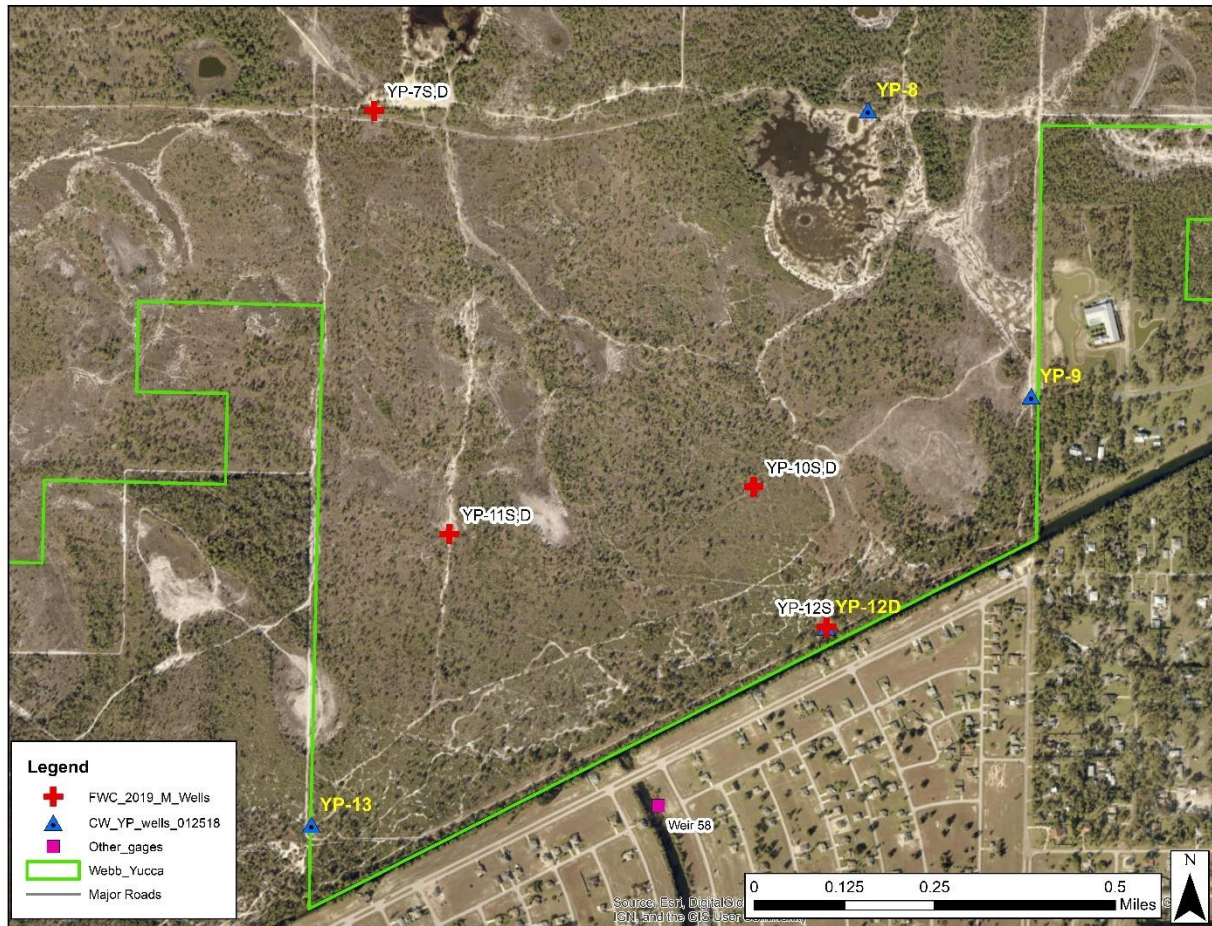 YP-7S,D
YP-8
YP-9
YP-10S,D
YP-11S,D
YP-12S YP-12D
YP-13
Weir 58
Legend
FWC_2019_M_Wells
CW_YP_wells_012518
Other_gages
Webb_Yucca
Major Roads
0 0.125 0.25 0.5
Miles
N
Source, Esri, DigitalGlo
IGN, and the GIS User Community